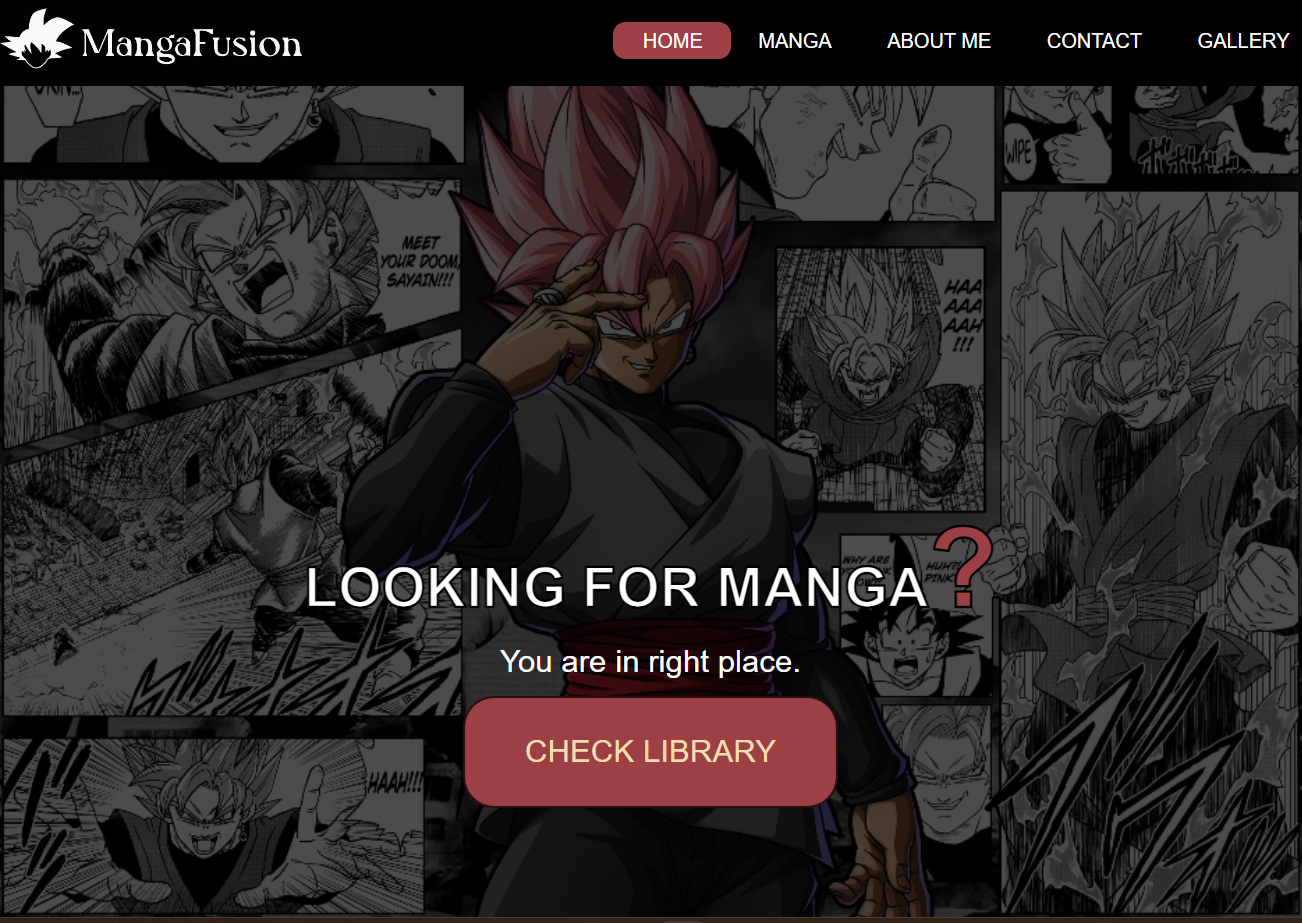 MangaFusion
HOME
MANGA
ABOUT ME
CONTACT
GALLERY
WIPE
MEET
YOUR DOOM,
SAYAIN!!!
HAA
AAA
AAH
!!!
WHY ARE
HUH?!
PINK
LOOKING FOR MANGA?
You are in right place.
CHECK LIBRARY
HAAH!!!